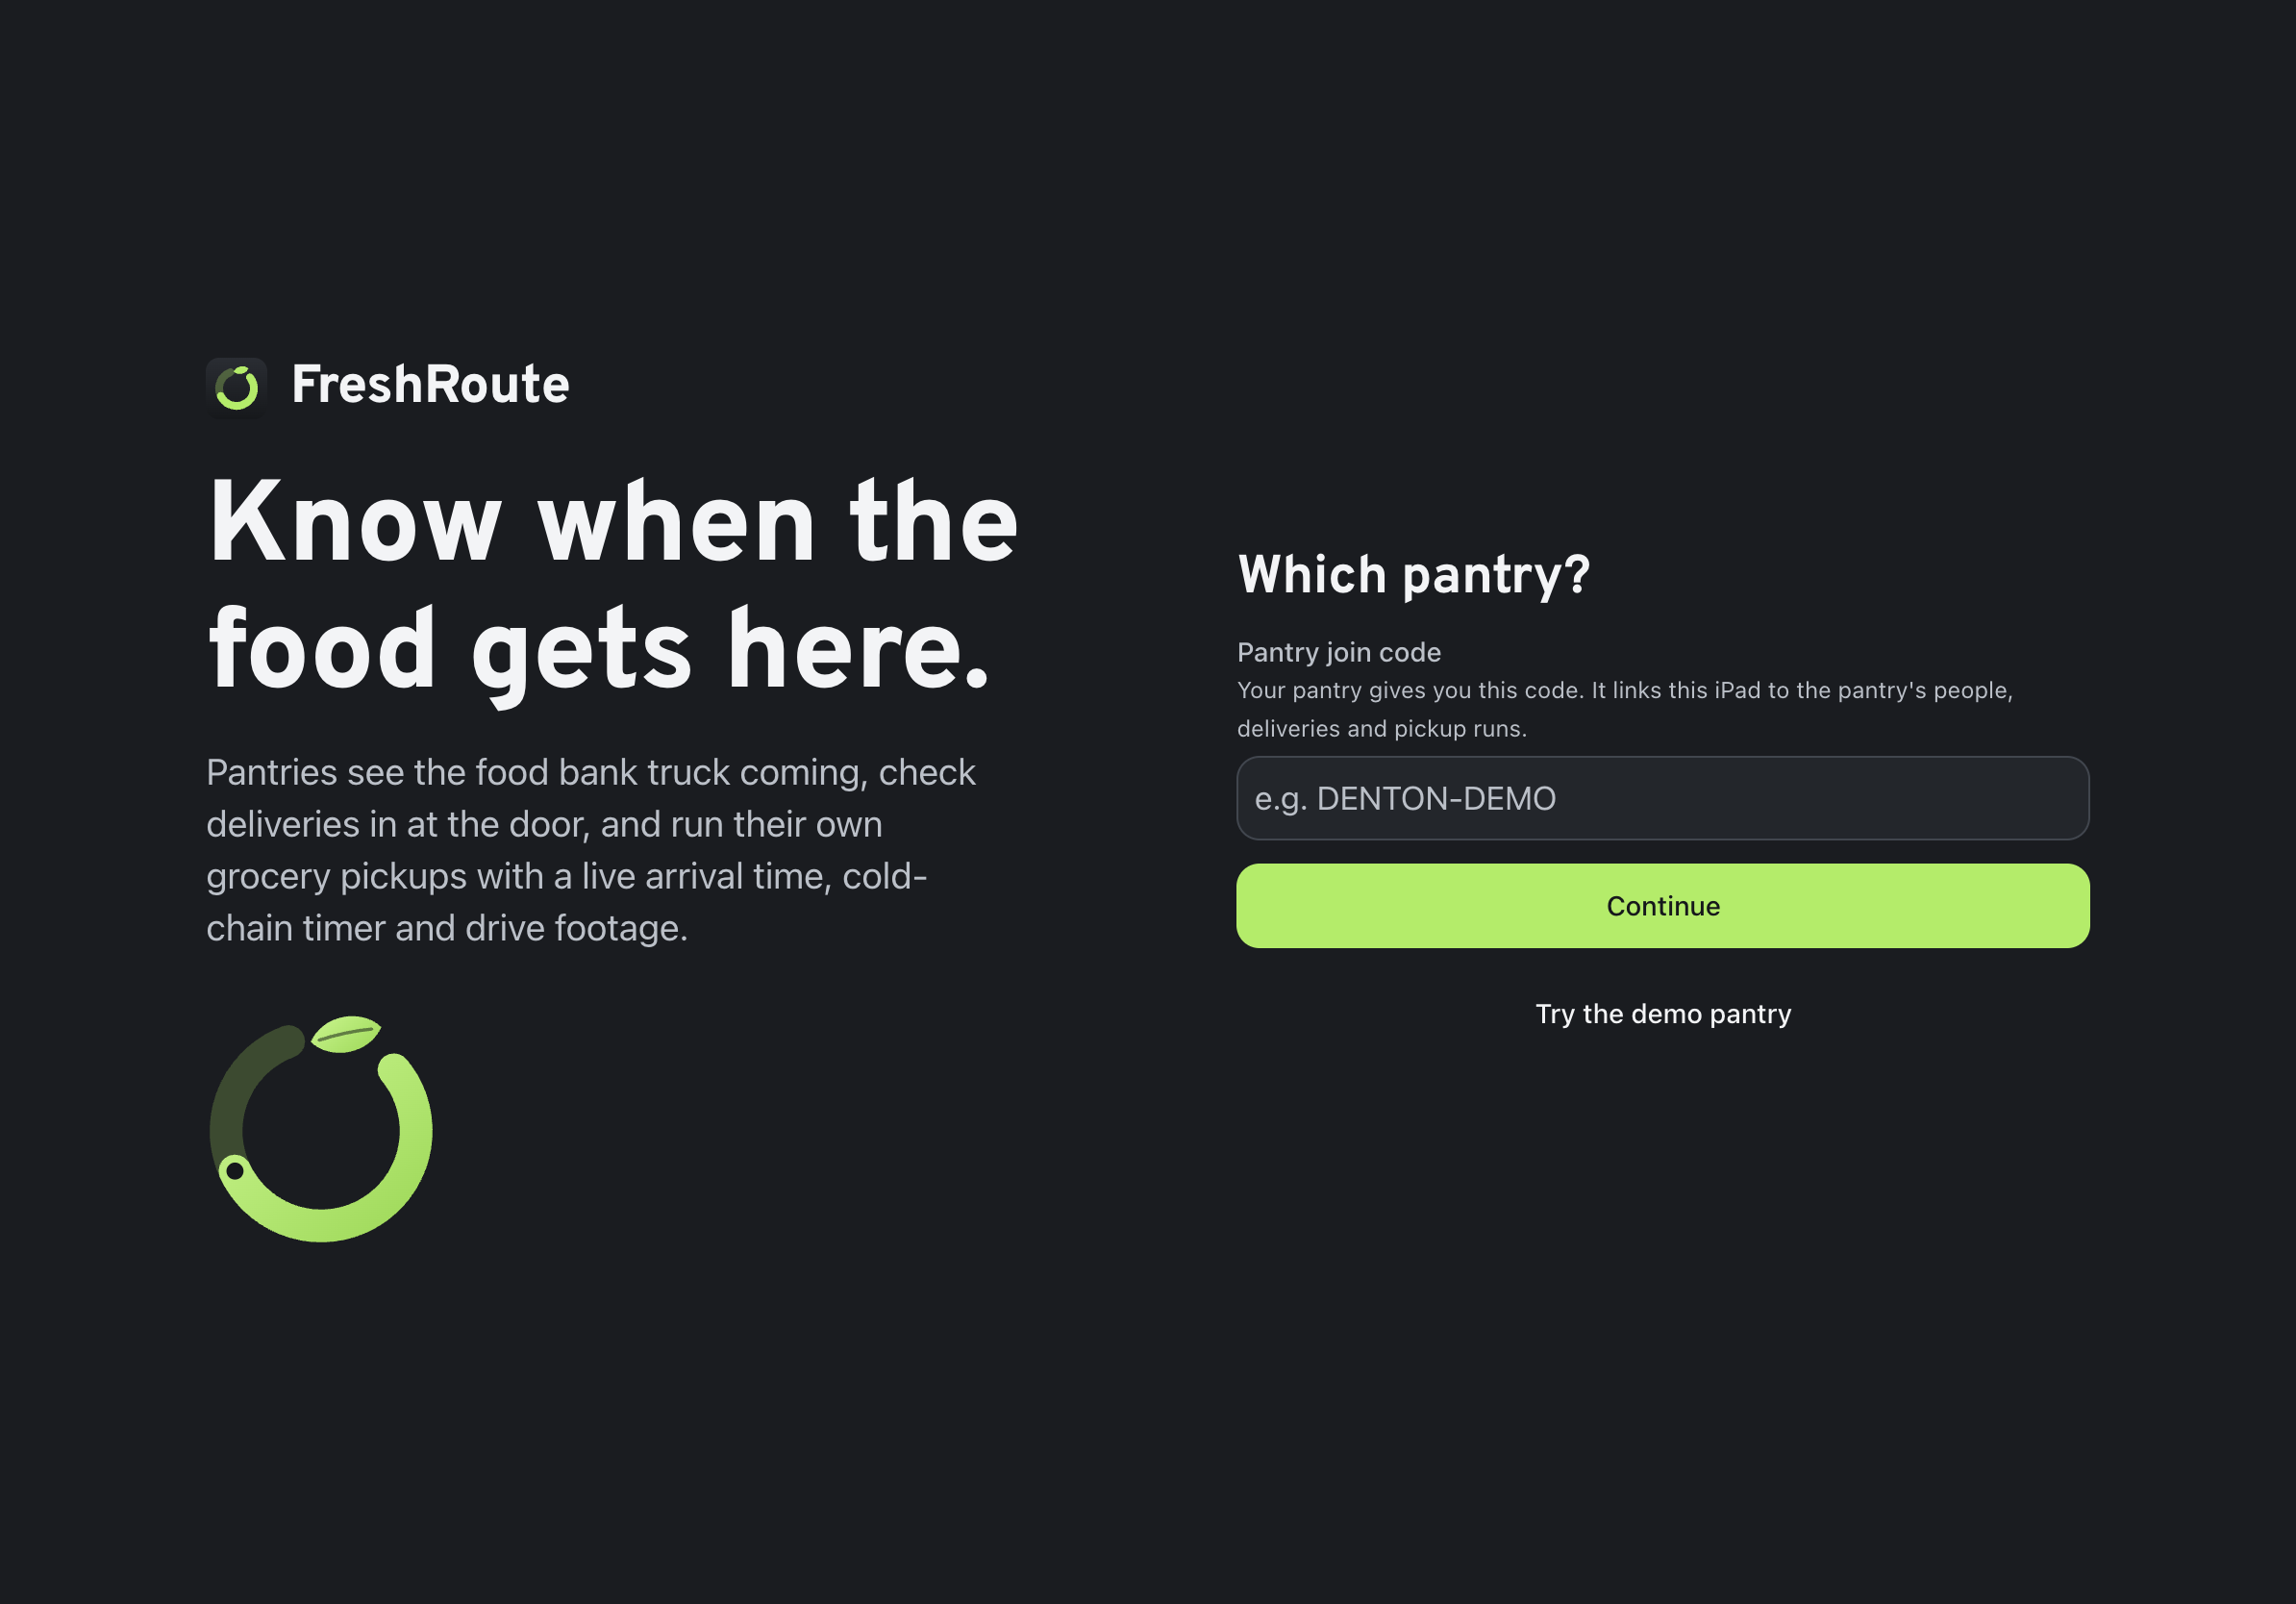 FreshRoute
Know when the
food gets here.
Pantries see the food bank truck coming, check
deliveries in at the door, and run their own
grocery pickups with a live arrival time, cold-
chain timer and drive footage.
Which pantry?
Pantry join code
Your pantry gives you this code. It links this iPad to the pantry's people,
deliveries and pickup runs.
e.g. DENTON-DEMO
Continue
Try the demo pantry